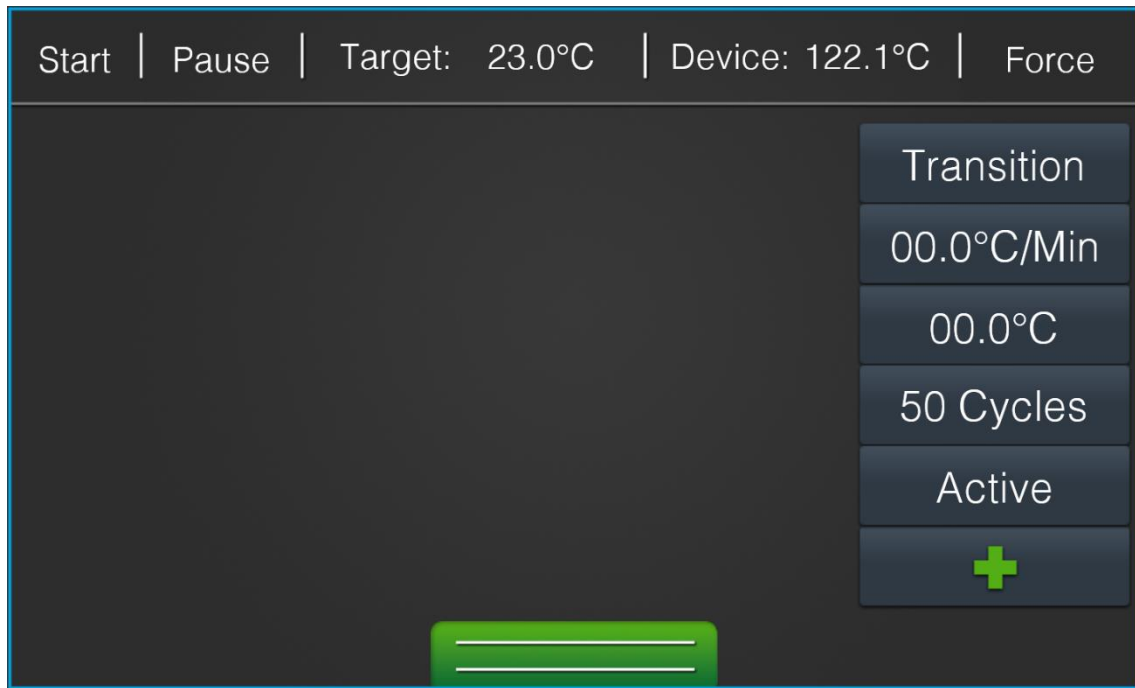 Start | Pause | Target: 23.0°C | Device: 122.1°C | Force
Transition
00.0°C/Min
00.0°C
50 Cycles
Active